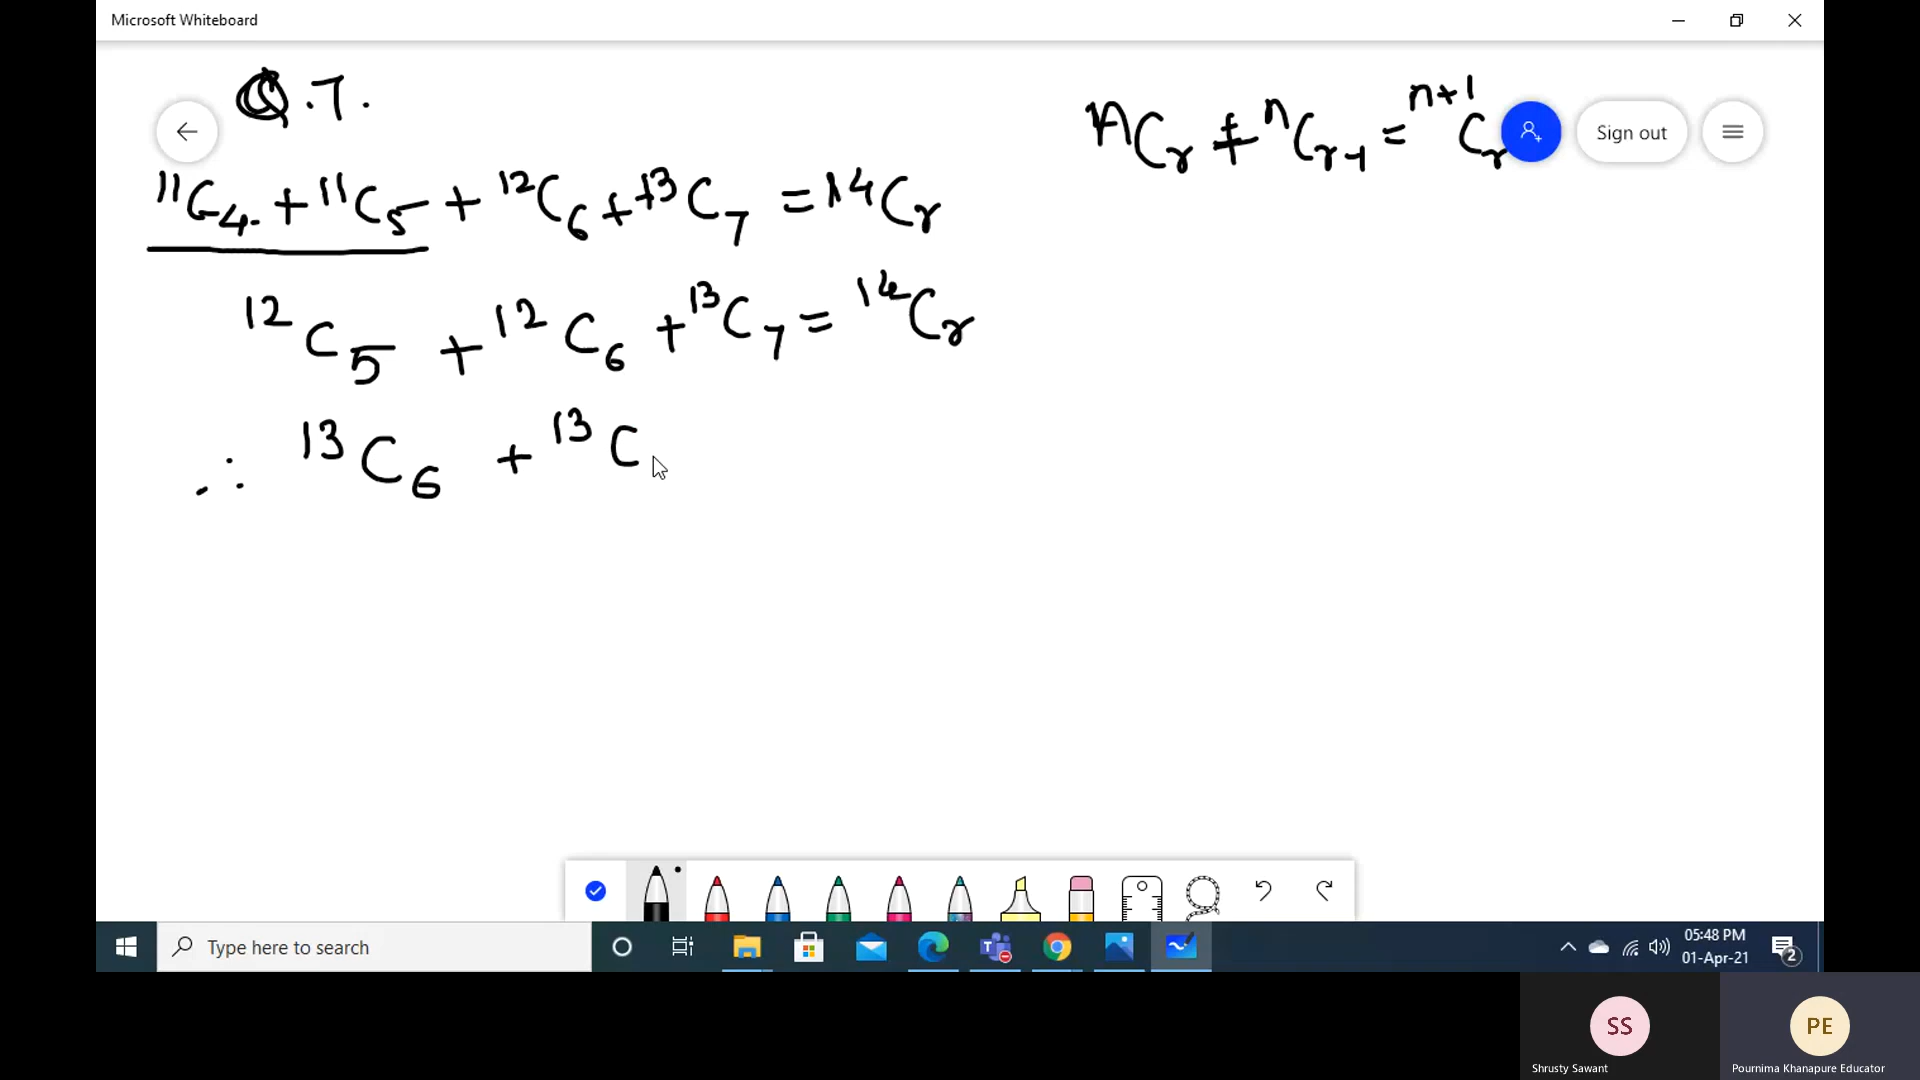 Microsoft Whiteboard
Q.7.
ⁿCᵣ + ⁿCᵣ₋₁ = ⁿ⁺¹Cᵣ
Sign out
¹¹C₄ + ¹¹C₅ + ¹²C₆ + ¹³C₇ = ¹⁴Cᵣ
¹²C₅ + ¹²C₆ + ¹³C₇ = ¹⁴Cᵣ
∴ ¹³C₆ + ¹³C
Type here to search
05:48 PM
01-Apr-21
2
SS
PE
Shrusty Sawant
Pournima Khanapure Educator